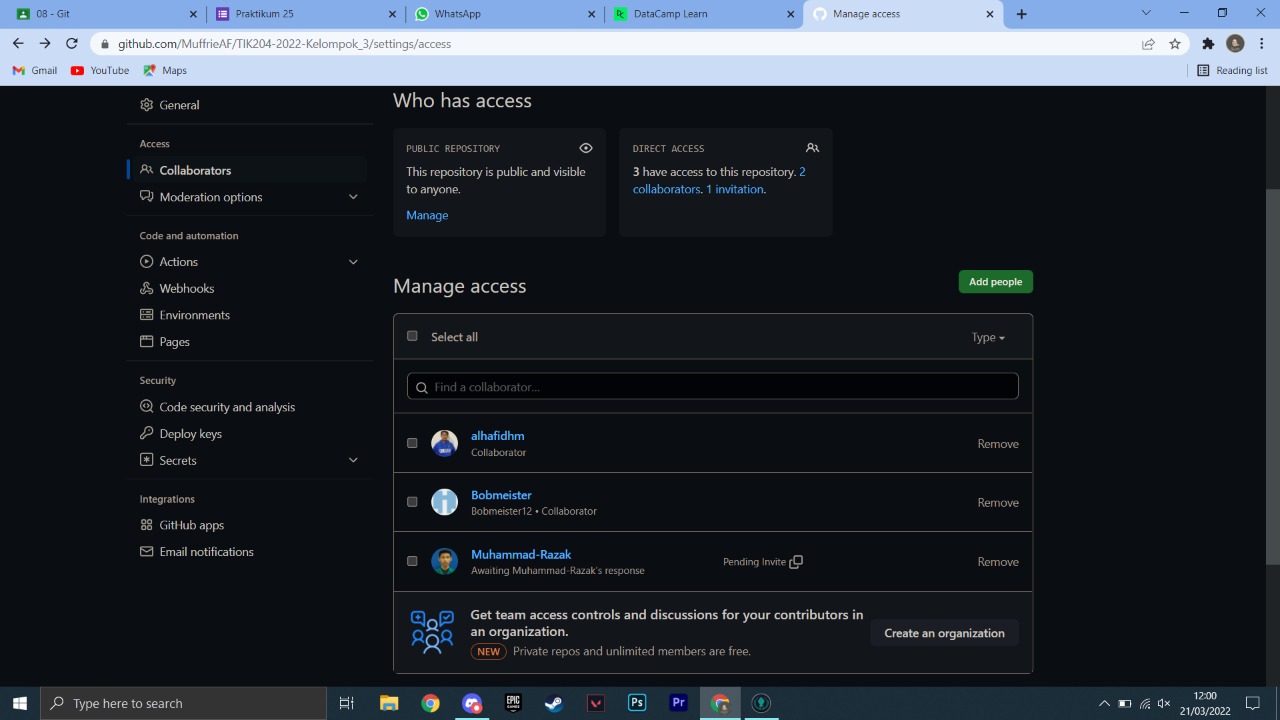 08 - Git
Praktikum 25
WhatsApp
DataCamp Learn
Manage access
github.com/MuffrieAF/TIK204-2022-Kelompok_3/settings/access
Gmail
YouTube
Maps
Reading list
General
Access
Collaborators
Moderation options
Code and automation
Actions
Webhooks
Environments
Pages
Security
Code security and analysis
Deploy keys
Secrets
Integrations
GitHub apps
Email notifications
Who has access
PUBLIC REPOSITORY
This repository is public and visible
to anyone.
Manage
DIRECT ACCESS
3 have access to this repository. 2
collaborators. 1 invitation.
Manage access
Add people
Select all
Type
Find a collaborator...
alhafidhm
Collaborator
Remove
Bobmeister
Bobmeister12 • Collaborator
Remove
Muhammad-Razak
Awaiting Muhammad-Razak's response
Pending Invite
Remove
Get team access controls and discussions for your contributors in
an organization.
NEW Private repos and unlimited members are free.
Create an organization
Type here to search
EPIC GAMES
Ps
Pr
12:00
21/03/2022